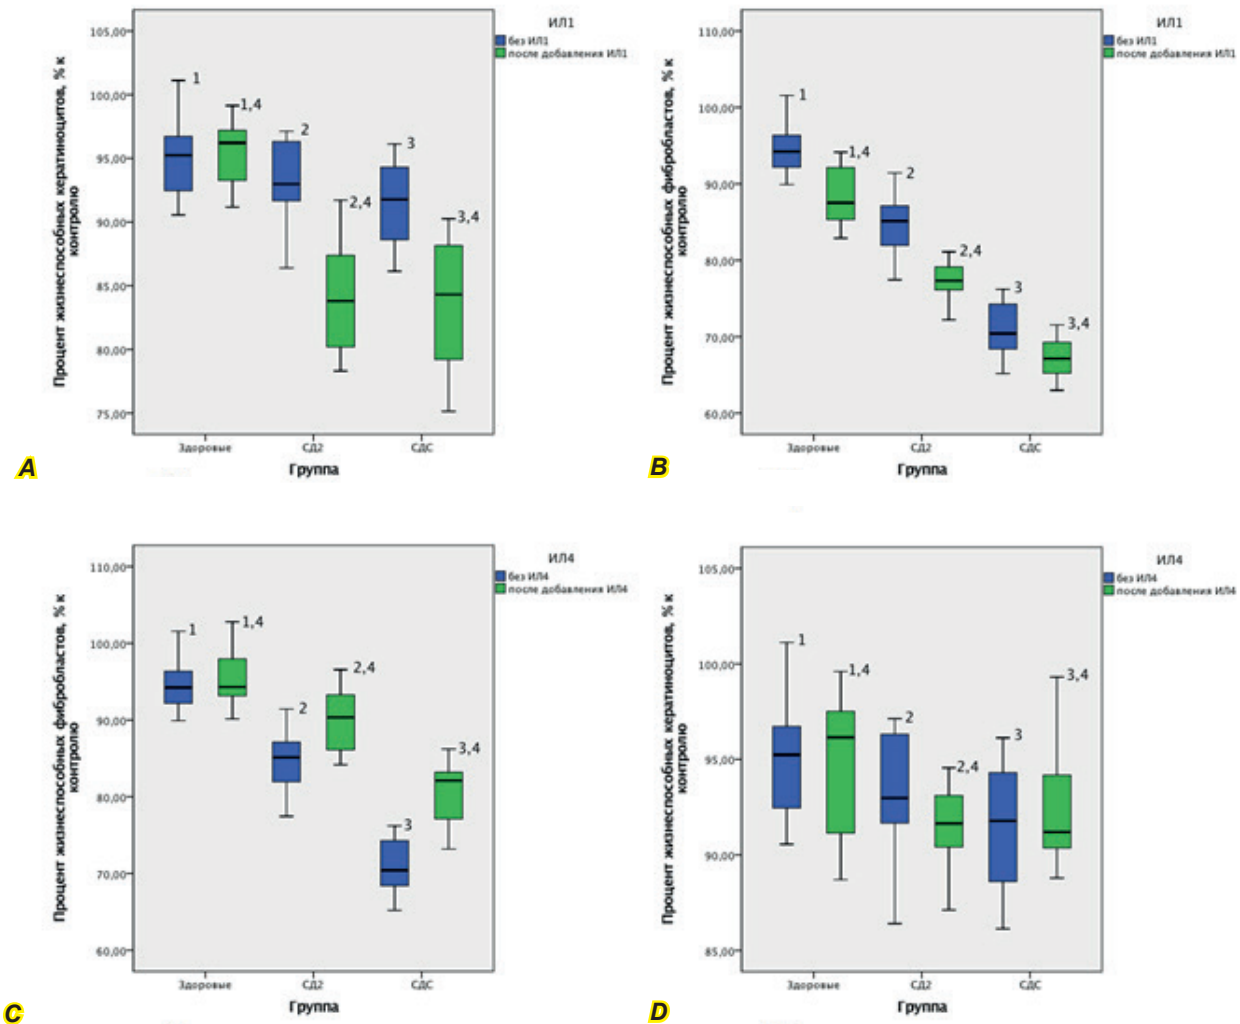 ИЛ1
без ИЛ1
после добавления ИЛ1
Процент жизнеспособных кератиноцитов, % к
контролю
105,00
100,00
95,00
90,00
85,00
80,00
75,00
1
1,4
2
2,4
3
3,4
Здоровые
СД2
СДС
Группа
A
ИЛ1
без ИЛ1
после добавления ИЛ1
Процент жизнеспособных фибробластов, % к
контролю
110,00
100,00
90,00
80,00
70,00
60,00
1
1,4
2
2,4
3
3,4
Здоровые
СД2
СДС
Группа
B
ИЛ4
без ИЛ4
после добавления ИЛ4
Процент жизнеспособных фибробластов, % к
контролю
110,00
100,00
90,00
80,00
70,00
60,00
1
1,4
2
2,4
3
3,4
Здоровые
СД2
СДС
Группа
C
ИЛ4
без ИЛ4
после добавления ИЛ4
Процент жизнеспособных кератиноцитов, % к
контролю
105,00
100,00
95,00
90,00
85,00
1
1,4
2
2,4
3
3,4
Здоровые
СД2
СДС
Группа
D